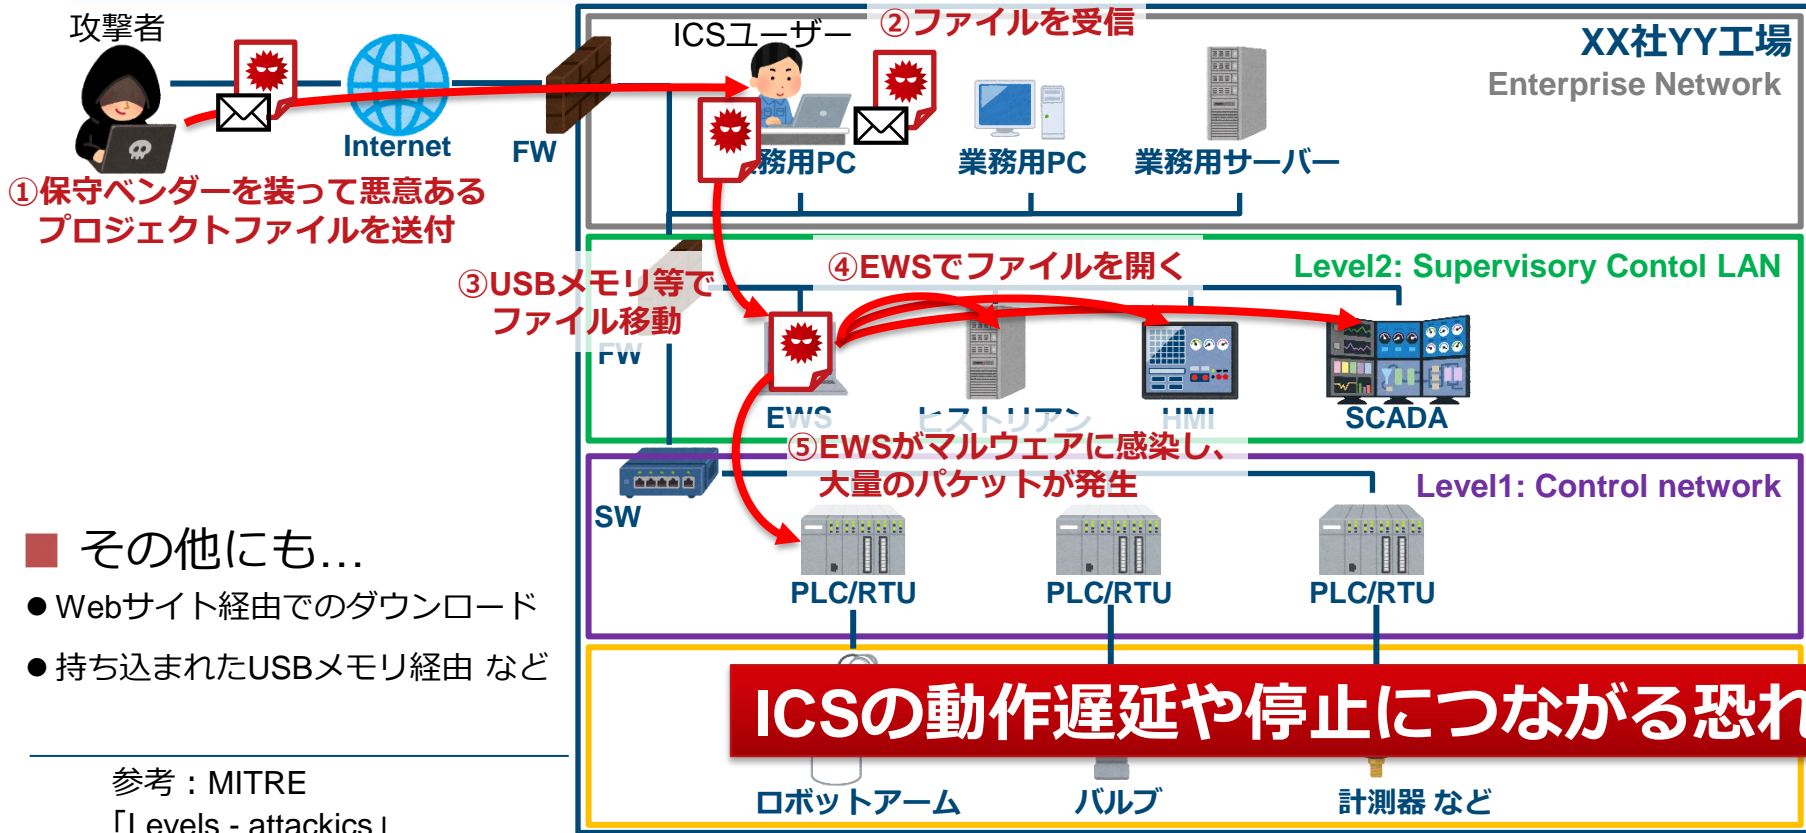 攻撃者
ICSユーザー
②ファイルを受信
XX社YY工場
Enterprise Network
Internet
FW
務用PC
業務用PC
業務用サーバー
①保守ベンダーを装って悪意ある
プロジェクトファイルを送付
③USBメモリ等で
ファイル移動
④EWSでファイルを開く
Level2: Supervisory Contol LAN
FW
EWS
ヒストリアン
HMI
SCADA
⑤EWSがマルウェアに感染し、
大量のパケットが発生
Level1: Control network
SW
PLC/RTU
PLC/RTU
PLC/RTU
その他にも…
Webサイト経由でのダウンロード
持ち込まれたUSBメモリ経由 など
ICSの動作遅延や停止につながる恐れ
ロボットアーム
バルブ
計測器 など
参考：MITRE
「Levels - attackics」